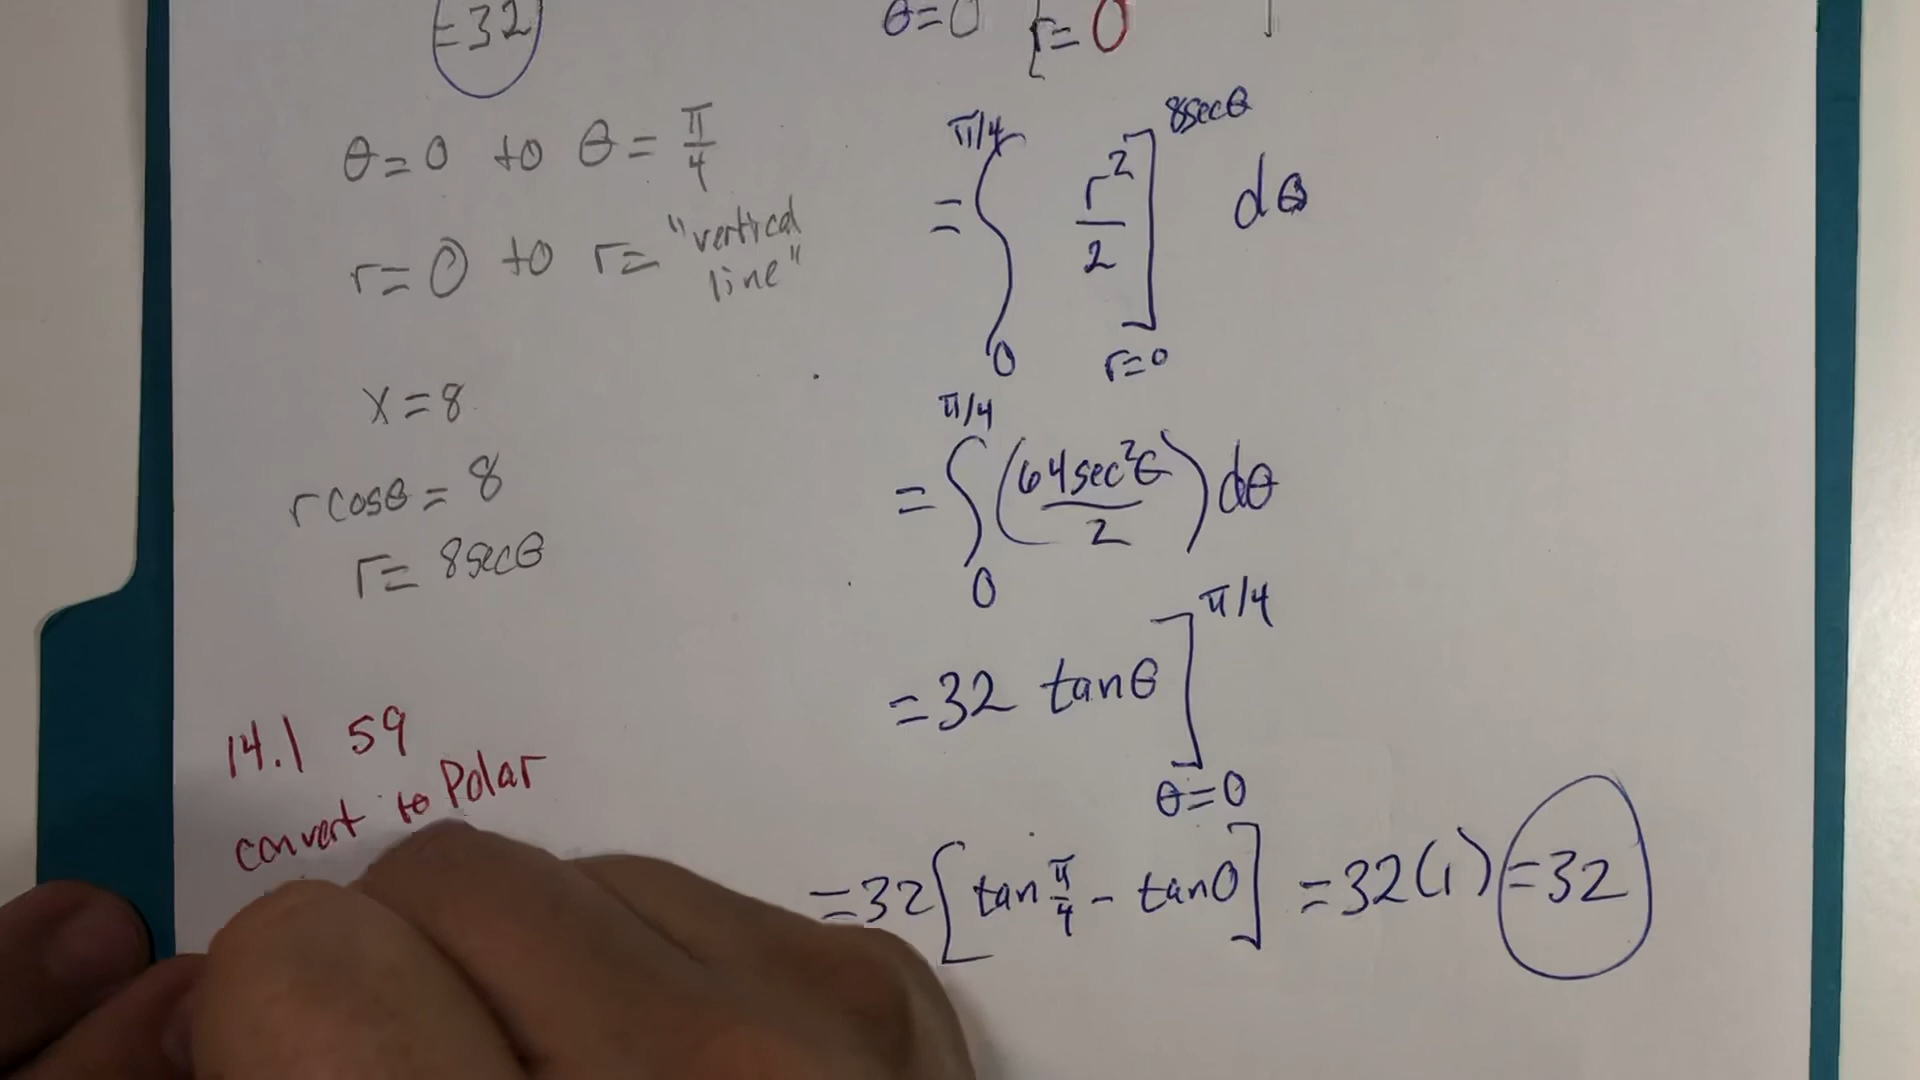 =32
θ=0 r=0
θ=0 to θ=π/4
r=0 to r= "vertical
line"
x=8
rcosθ=8
r=8secθ
14.1 59
convert to Polar
π/4 8secθ
= ∫ r²/2 ] dθ
0 r=0
π/4
= ∫ (64sec²θ/2) dθ
0
π/4
=32 tanθ ]
θ=0
=32[tan π/4 - tan0] =32(1) =32